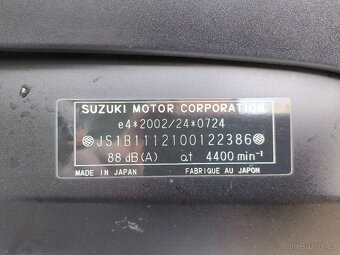 SUZUKI MOTOR CORPORATION
e4*2002/24*0724
JS1B1112100122386
88 dB(A) at 4400 min⁻¹
MADE IN JAPAN FABRIQUE AU JAPON